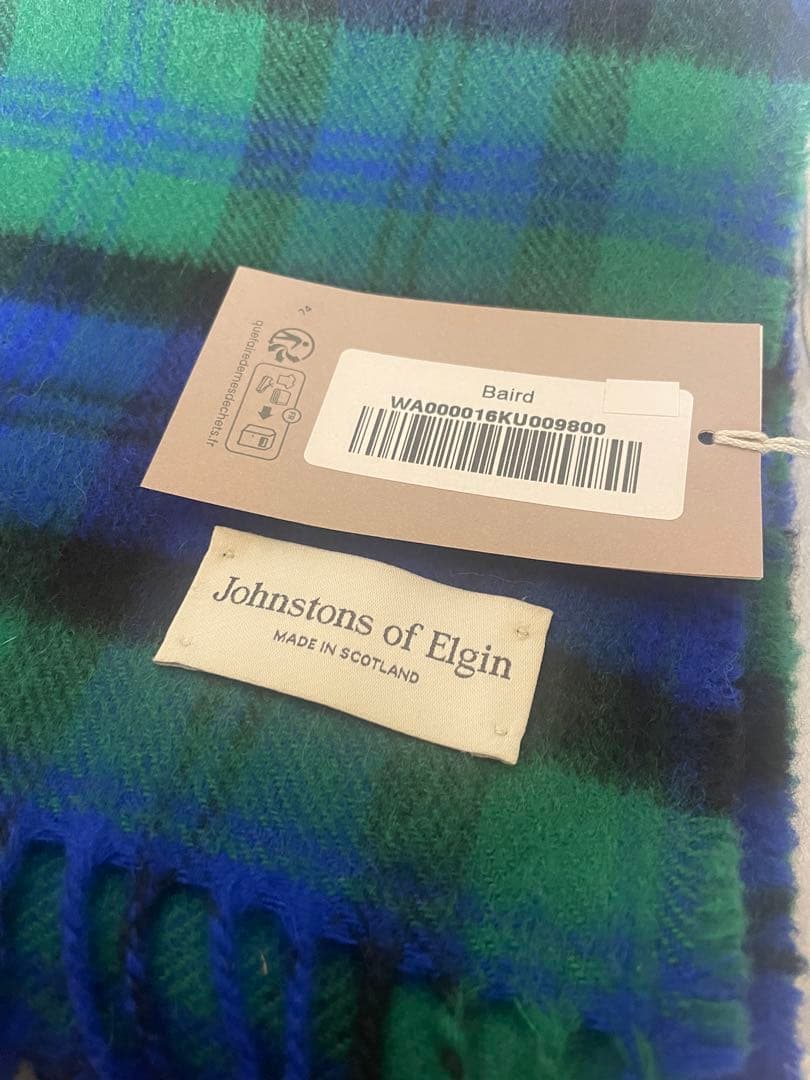 Baird
WA000016KU009800
quefairedemesdechets.fr
Johnstons of Elgin
MADE IN SCOTLAND